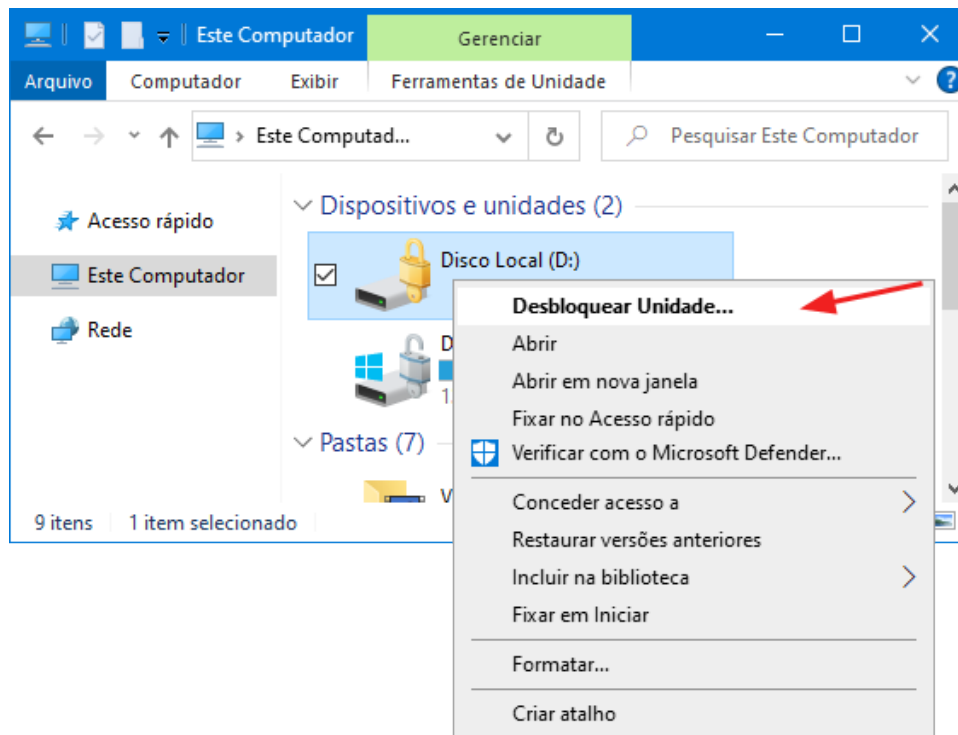 Este Computador
Gerenciar
Arquivo
Computador
Exibir
Ferramentas de Unidade
Este Computad...
Pesquisar Este Computador
Acesso rápido
Este Computador
Rede
Dispositivos e unidades (2)
Disco Local (D:)
D
1
Pastas (7)
V
9 itens
1 item selecionado
Desbloquear Unidade...
Abrir
Abrir em nova janela
Fixar no Acesso rápido
Verificar com o Microsoft Defender...
Conceder acesso a
Restaurar versões anteriores
Incluir na biblioteca
Fixar em Iniciar
Formatar...
Criar atalho